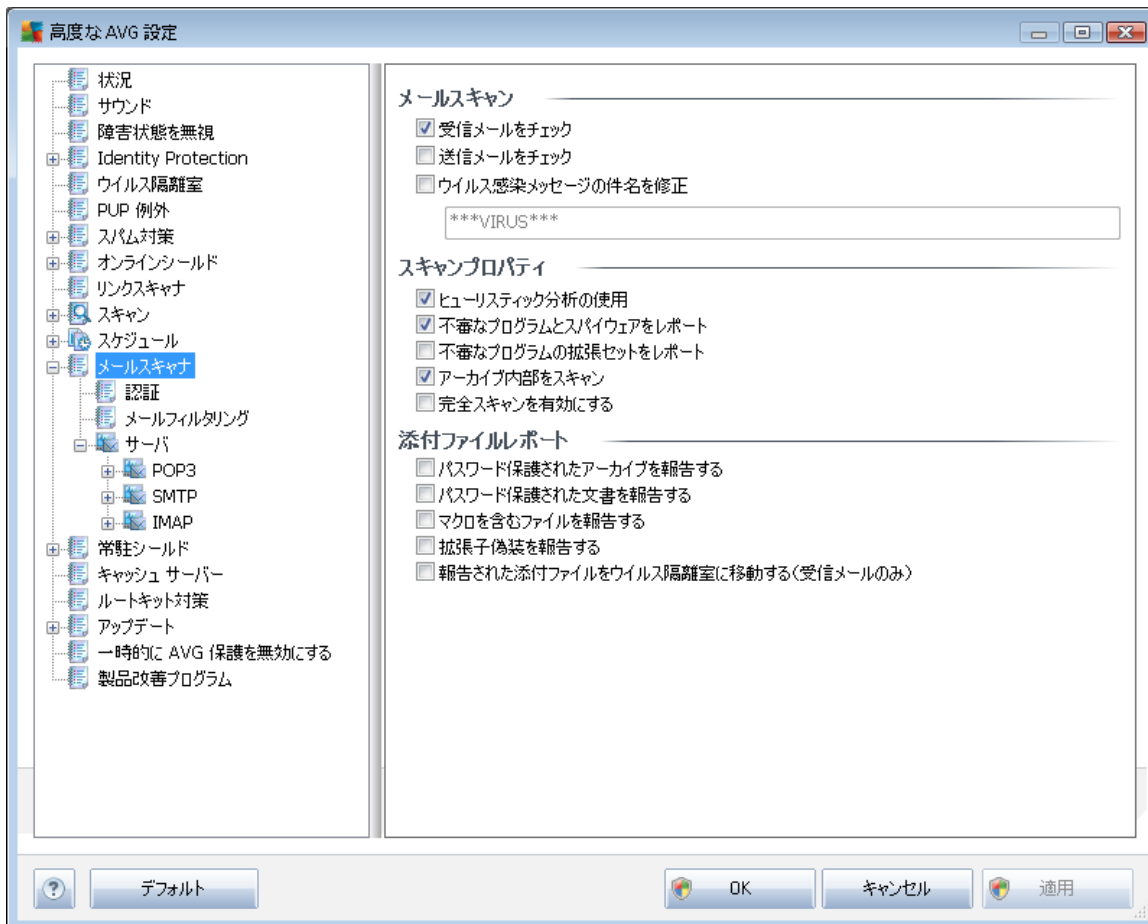 高度な AVG 設定
状況
サウンド
障害状態を無視
Identity Protection
ウイルス隔離室
PUP 例外
スパム対策
オンラインシールド
リンクスキャナ
スキャン
スケジュール
メールスキャナ
認証
メールフィルタリング
サーバ
POP3
SMTP
IMAP
常駐シールド
キャッシュ サーバー
ルートキット対策
アップデート
一時的に AVG 保護を無効にする
製品改善プログラム
メールスキャン
受信メールをチェック
送信メールをチェック
ウイルス感染メッセージの件名を修正
***VIRUS***
スキャンプロパティ
ヒューリスティック分析の使用
不審なプログラムとスパイウェアをレポート
不審なプログラムの拡張セットをレポート
アーカイブ内部をスキャン
完全スキャンを有効にする
添付ファイルレポート
パスワード保護されたアーカイブを報告する
パスワード保護された文書を報告する
マクロを含むファイルを報告する
拡張子偽装を報告する
報告された添付ファイルをウイルス隔離室に移動する(受信メールのみ)
?
デフォルト
OK
キャンセル
適用